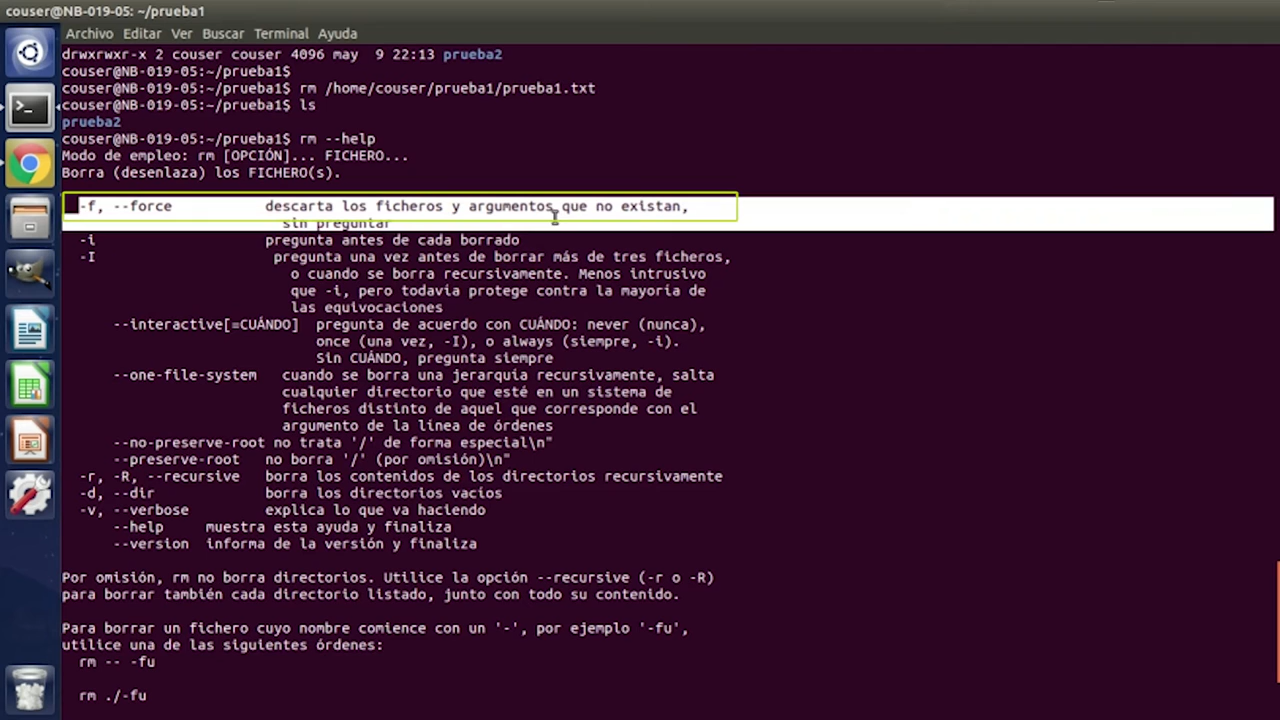 couser@NB-019-05: ~/prueba1
Archivo Editar Ver Buscar Terminal Ayuda
drwxrwxr-x 2 couser couser 4096 may  9 22:13 prueba2
couser@NB-019-05:~/prueba1$
couser@NB-019-05:~/prueba1$ rm /home/couser/prueba1/prueba1.txt
couser@NB-019-05:~/prueba1$ ls
prueba2
couser@NB-019-05:~/prueba1$ rm --help
Modo de empleo: rm [OPCIÓN]... FICHERO...
Borra (desenlaza) los FICHERO(s).
-f, --force           descarta los ficheros y argumentos que no existan,
sin preguntar
-i                    pregunta antes de cada borrado
-I                     pregunta una vez antes de borrar más de tres ficheros,
o cuando se borra recursivamente. Menos intrusivo
que -i, pero todavía protege contra la mayoría de
las equivocaciones
--interactive[=CUÁNDO]  pregunta de acuerdo con CUÁNDO: never (nunca),
once (una vez, -I), o always (siempre, -i).
Sin CUÁNDO, pregunta siempre
--one-file-system   cuando se borra una jerarquía recursivamente, salta
cualquier directorio que esté en un sistema de
ficheros distinto de aquel que corresponde con el
argumento de la línea de órdenes
--no-preserve-root no trata '/' de forma especial\n"
--preserve-root   no borra '/' (por omisión)\n"
-r, -R, --recursive   borra los contenidos de los directorios recursivamente
-d, --dir             borra los directorios vacíos
-v, --verbose         explica lo que va haciendo
--help     muestra esta ayuda y finaliza
--version  informa de la versión y finaliza
Por omisión, rm no borra directorios. Utilice la opción --recursive (-r o -R)
para borrar también cada directorio listado, junto con todo su contenido.
Para borrar un fichero cuyo nombre comience con un '-', por ejemplo '-fu',
utilice una de las siguientes órdenes:
rm -- -fu
rm ./-fu